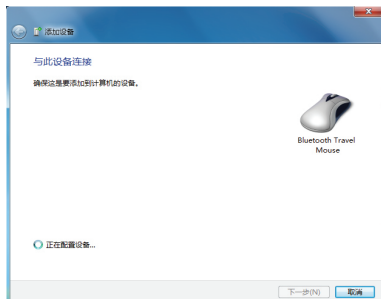 添加设备
与此设备连接
确保这是要添加到计算机的设备。
Bluetooth Travel
Mouse
正在配置设备...
下一步(N)
取消